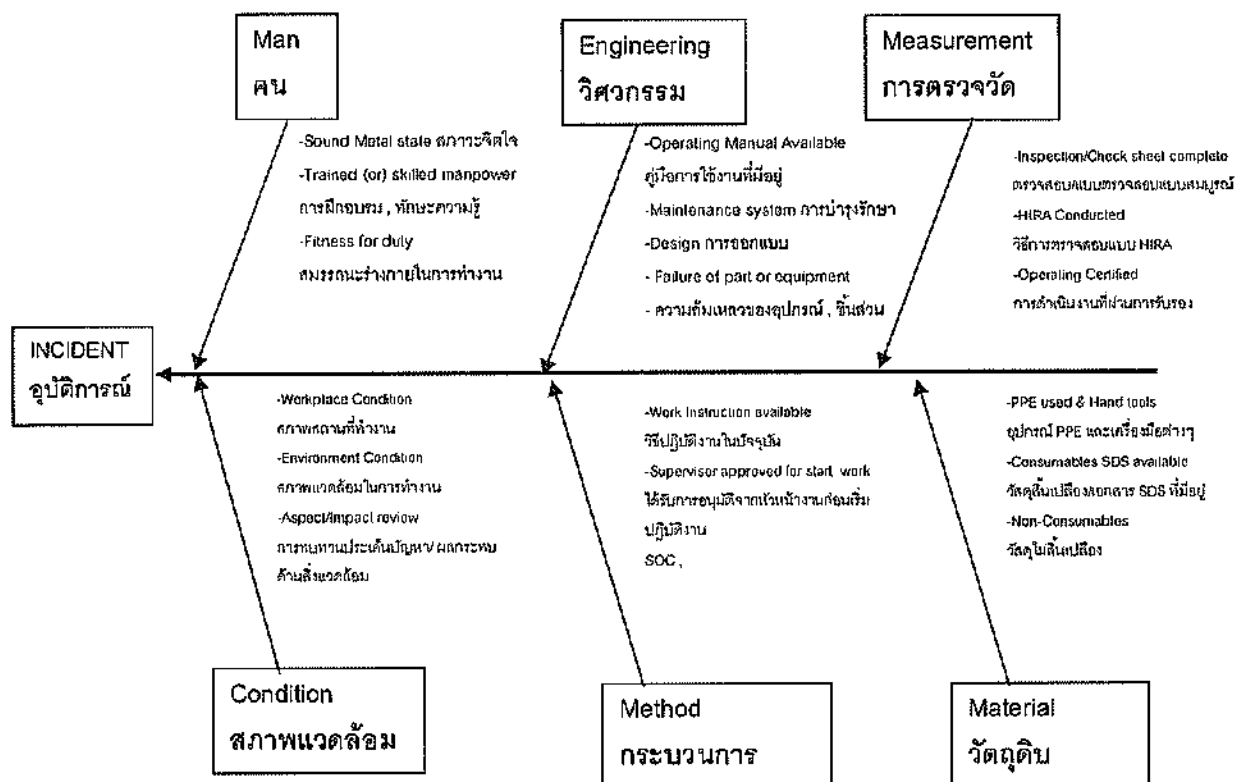 Man
คน
Engineering
วิศวกรรม
Measurement
การตรวจวัด
-Sound Metal state สภาวะจิตใจ
-Trained (or) skilled manpower
การฝึกอบรม , ทักษะความรู้
-Fitness for duty
สมรรถนะร่างกายในการทำงาน
-Operating Manual Available
คู่มือการใช้งานที่มีอยู่
-Maintenance system การบำรุงรักษา
-Design การออกแบบ
- Failure of part or equipment
- ความล้มเหลวของอุปกรณ์ , ชิ้นส่วน
-Inspection/Check sheet complete
ตรวจสอบ/แบบตรวจสอบแบบสมบูรณ์
-HIRA Conducted
วิธีการตรวจสอบแบบ HIRA
-Operating Certified
การดำเนินงานที่ผ่านการรับรอง
INCIDENT
อุบัติการณ์
-Workplace Condition
สภาพสถานที่ทำงาน
-Environment Condition
สภาพแวดล้อมในการทำงาน
-Aspect/Impact review
การทบทวนประเด็นปัญหา/ ผลกระทบ
ด้านสิ่งแวดล้อม
-Work Instruction available
วิธีปฏิบัติงานในปัจจุบัน
-Supervisor approved for start work
ได้รับการอนุมัติจากหัวหน้างานก่อนเริ่ม
ปฏิบัติงาน
SOC ,
-PPE used & Hand tools
อุปกรณ์ PPE และเครื่องมือต่างๆ
-Consumables SDS available
วัสดุสิ้นเปลืองเอกสาร SDS ที่มีอยู่
-Non-Consumables
วัสดุไม่สิ้นเปลือง
Condition
สภาพแวดล้อม
Method
กระบวนการ
Material
วัตถุดิบ